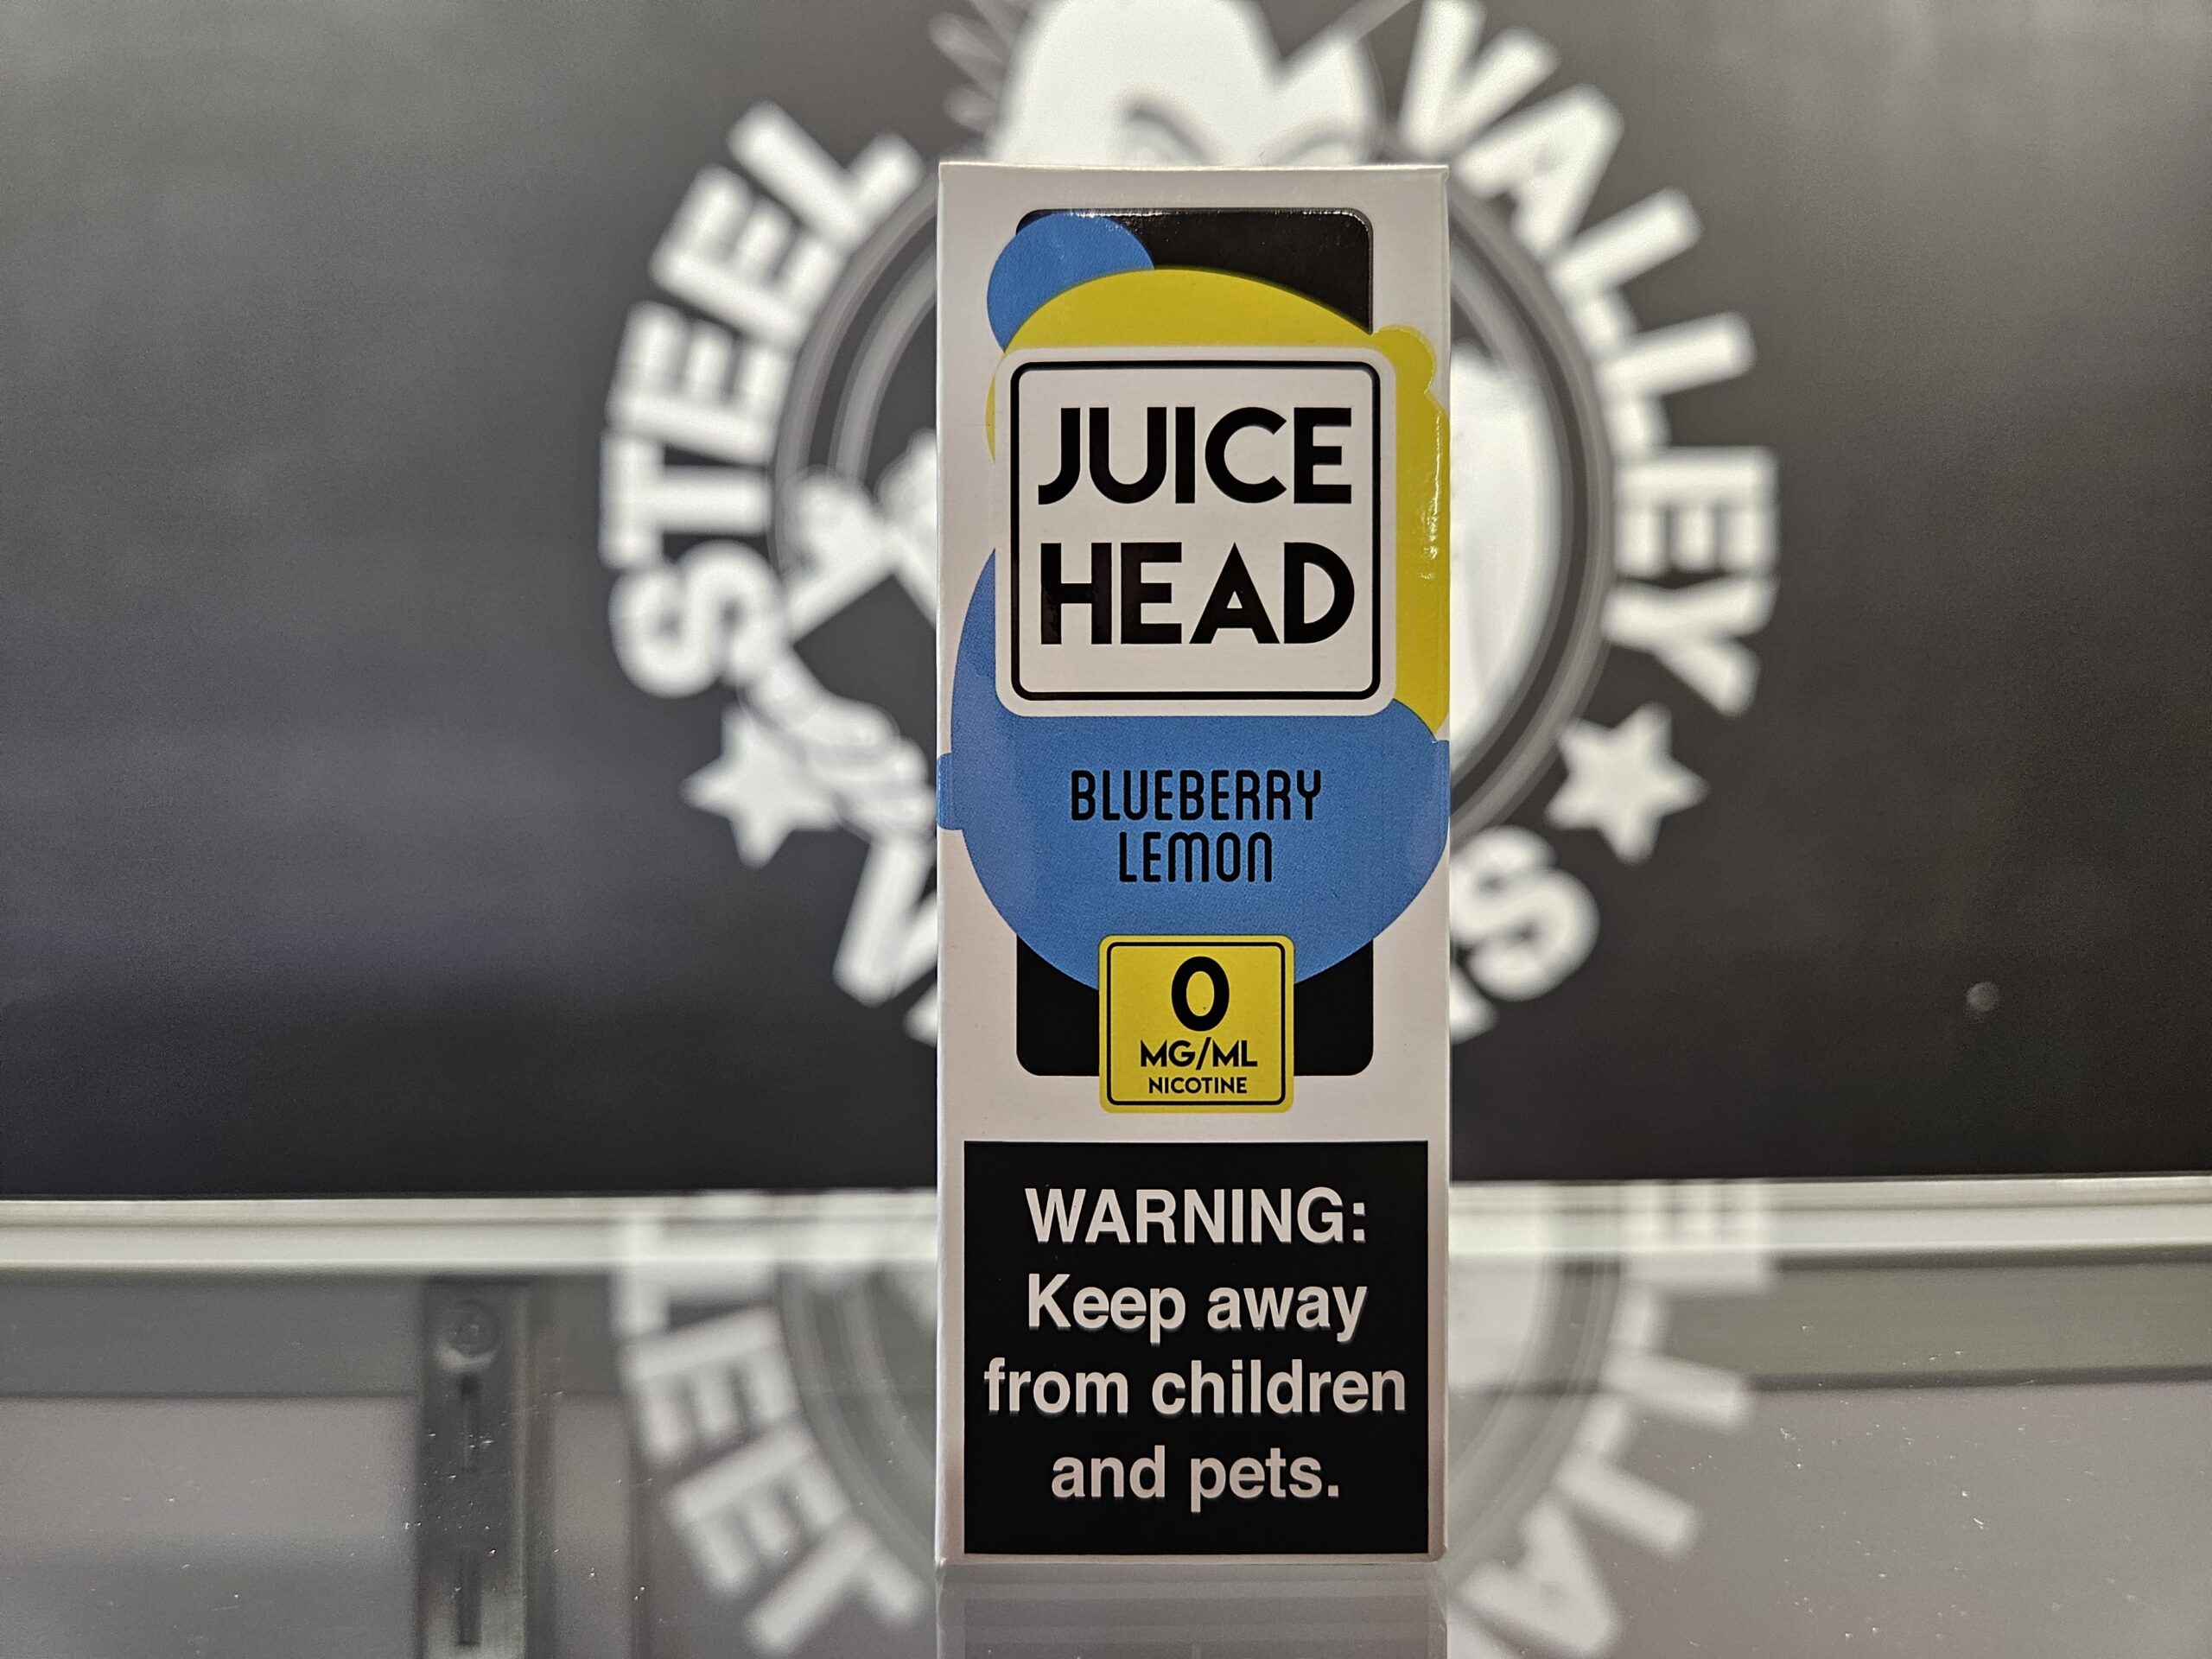 STEEL VALLEY
JUICE
HEAD
BLUEBERRY
LEMON
0
MG/ML
NICOTINE
WARNING:
Keep away
from children
and pets.